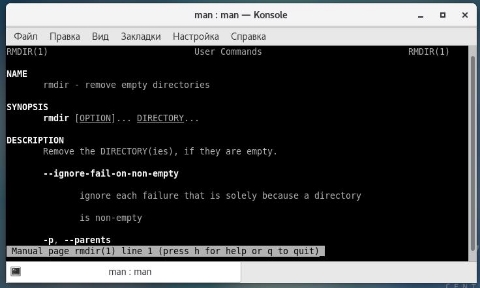 man : man — Konsole
Файл Правка Вид Закладки Настройка Справка
RMDIR(1) User Commands RMDIR(1)
NAME
rmdir - remove empty directories
SYNOPSIS
rmdir [OPTION]... DIRECTORY...
DESCRIPTION
Remove the DIRECTORY(ies), if they are empty.
--ignore-fail-on-non-empty
ignore each failure that is solely because a directory
is non-empty
-p, --parents
Manual page rmdir(1) line 1 (press h for help or q to quit)
man : man
CENT